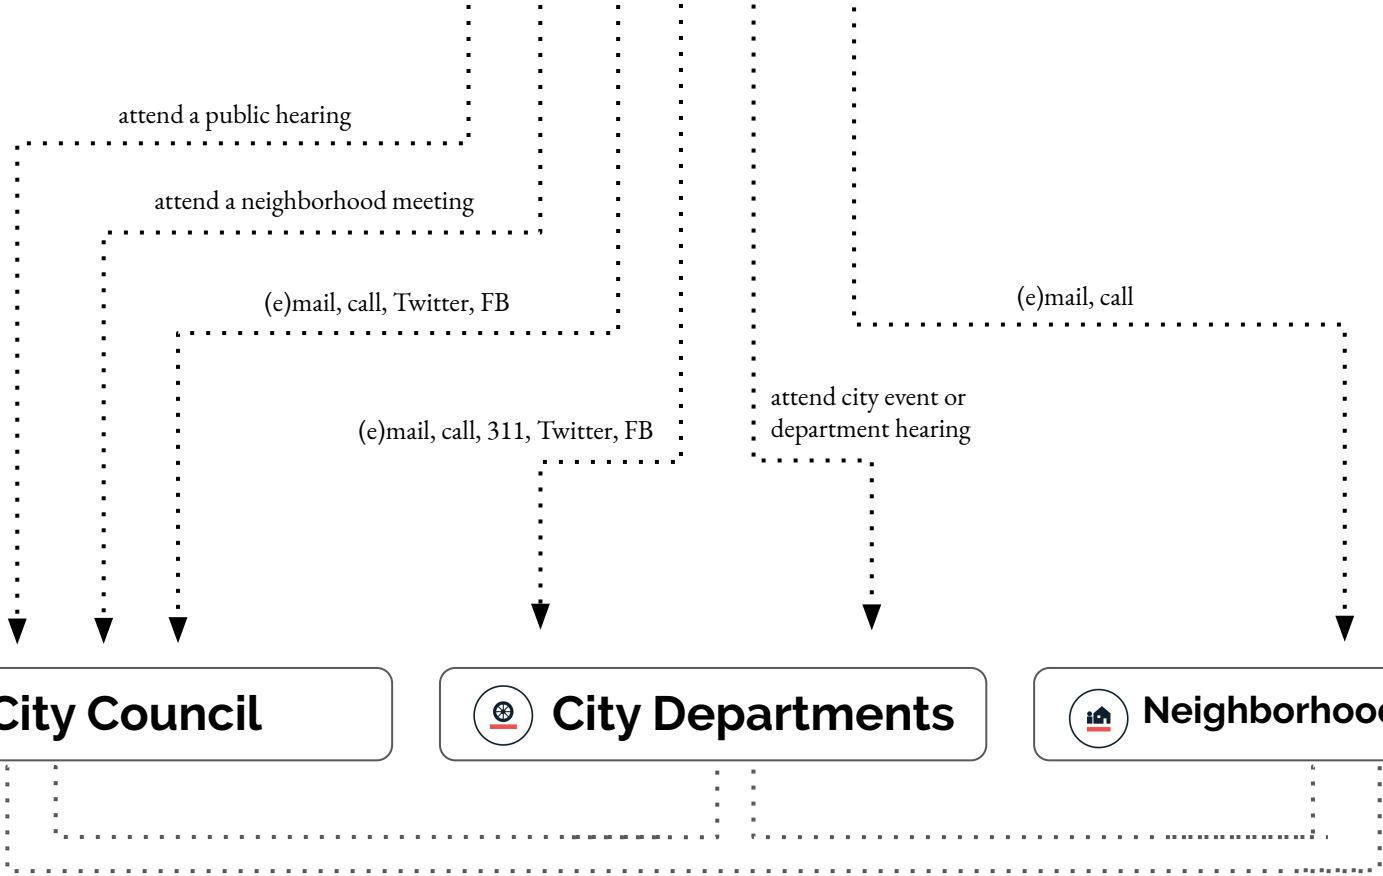 attend a public hearing
attend a neighborhood meeting
(e)mail, call, Twitter, FB
(e)mail, call
attend city event or
department hearing
(e)mail, call, 311, Twitter, FB
City Council
City Departments
Neighborhood